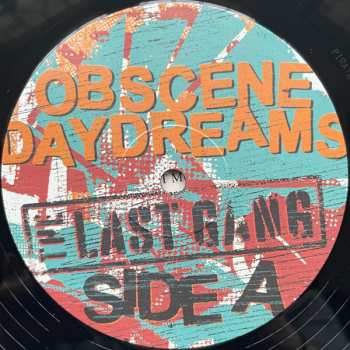 OBSCENE
DAYDREAMS
THE LAST GANG
SIDE A